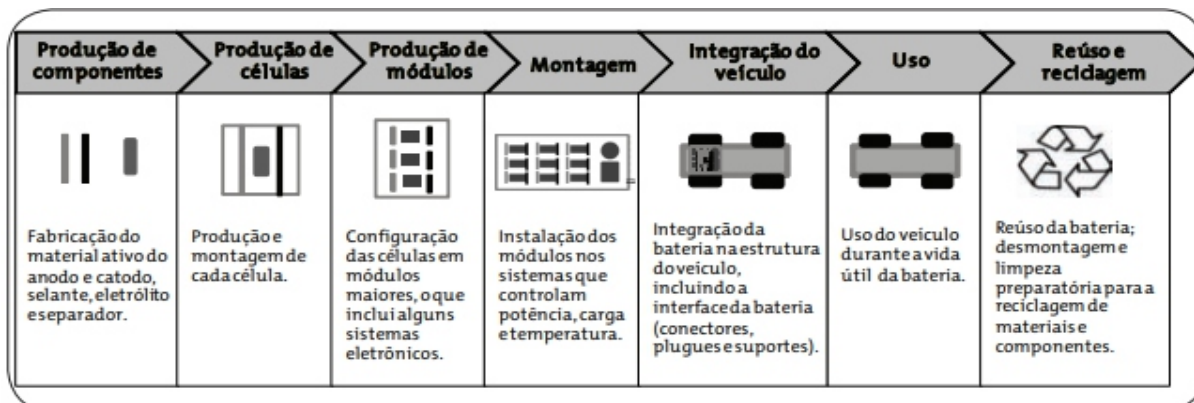 Produção de
componentes
Produção de
células
Produção de
módulos
Montagem
Integração do
veículo
Uso
Reúso e
reciclagem
Fabricação do
material ativo do
anodo e catodo,
selante, eletrólito
e separador.
Produção e
montagem de
cada célula.
Configuração
das células em
módulos
maiores, o que
inclui alguns
sistemas
eletrônicos.
Instalação dos
módulos nos
sistemas que
controlam
potência, carga
e temperatura.
Integração da
bateria na estrutura
do veículo,
incluindo a
interface da bateria
(conectores,
plugues e suportes).
Uso do veículo
durante a vida
útil da bateria.
Reúso da bateria;
desmontagem e
limpeza
preparatória para a
reciclagem de
materiais e
componentes.